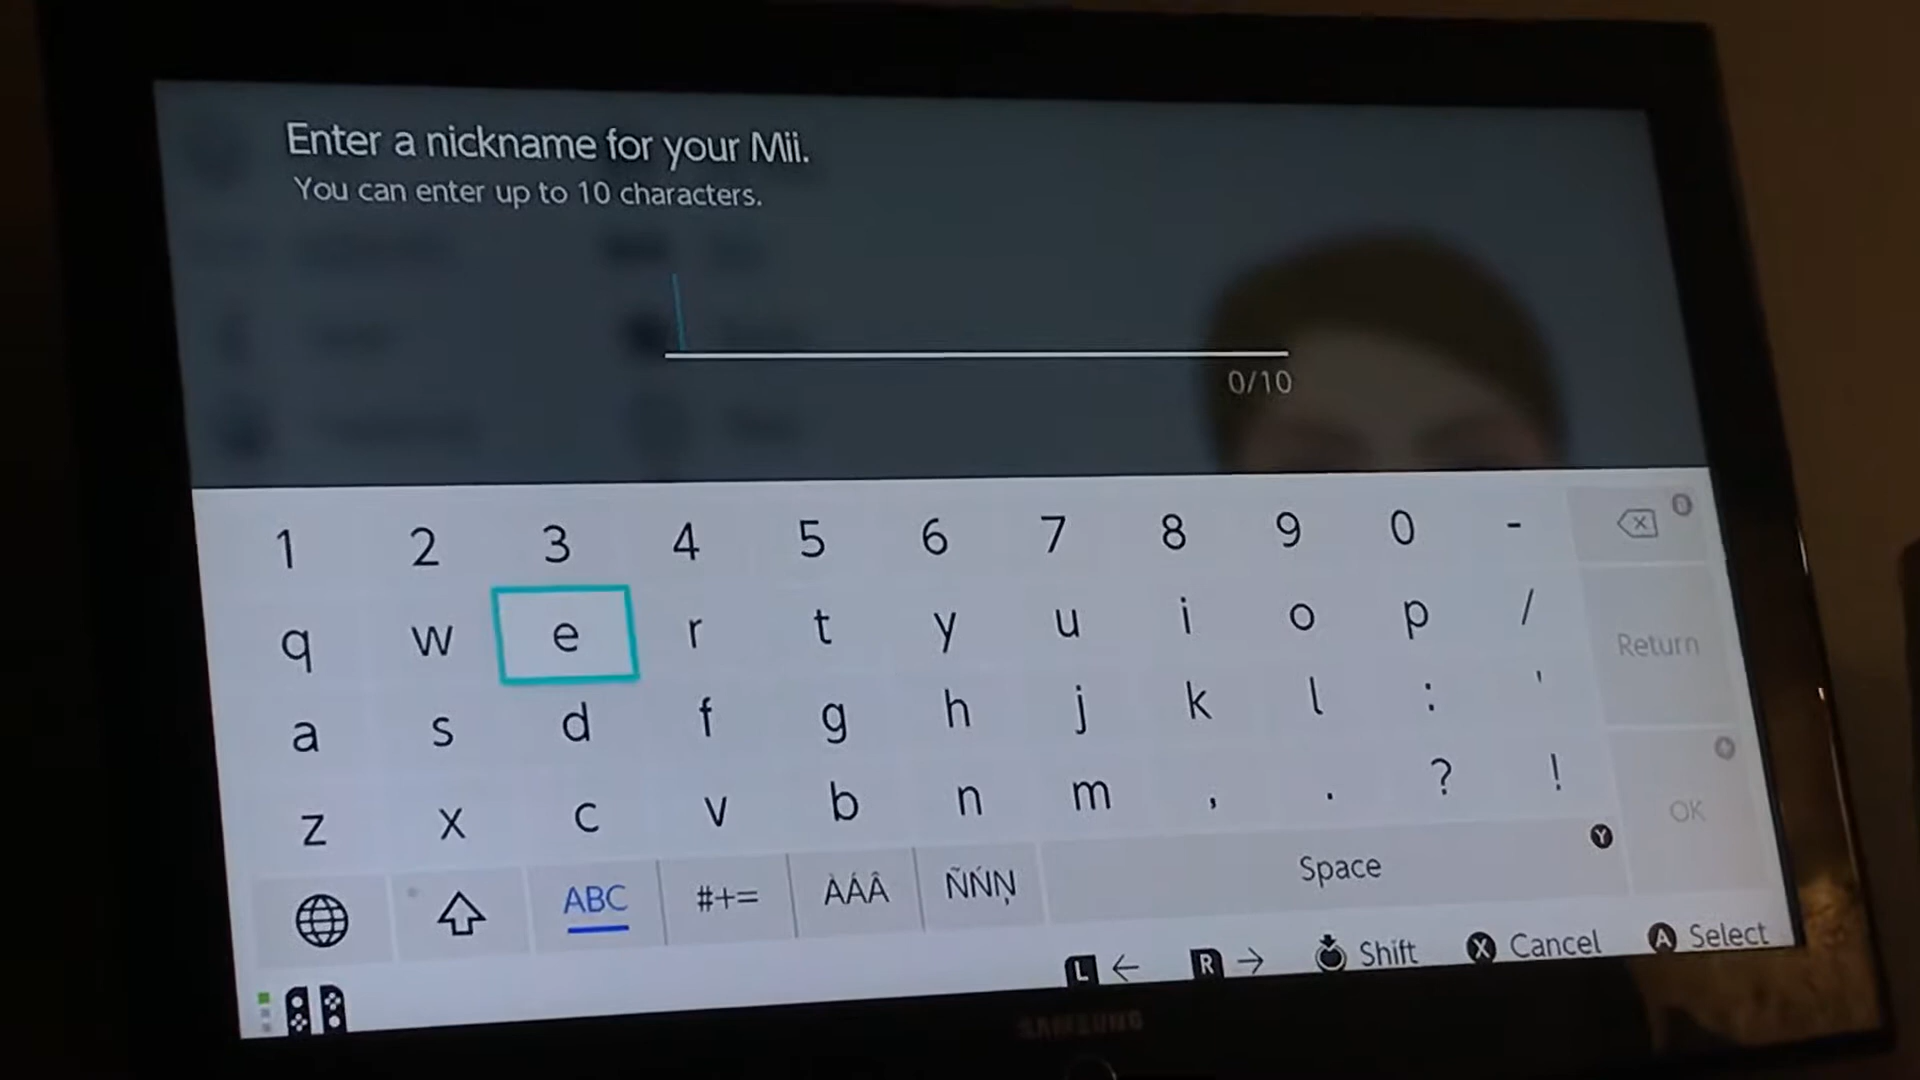 Enter a nickname for your Mii.
You can enter up to 10 characters.
0/10
1 2 3 4 5 6 7 8 9 0 -
q w e r t y u i o p /
Return
a s d f g h j k l : '
z x c v b n m , . ? !
OK
ABC #+= ÀÁÂ ÑŃŅ Space Y
L ← R → Shift X Cancel A Select
SAMSUNG